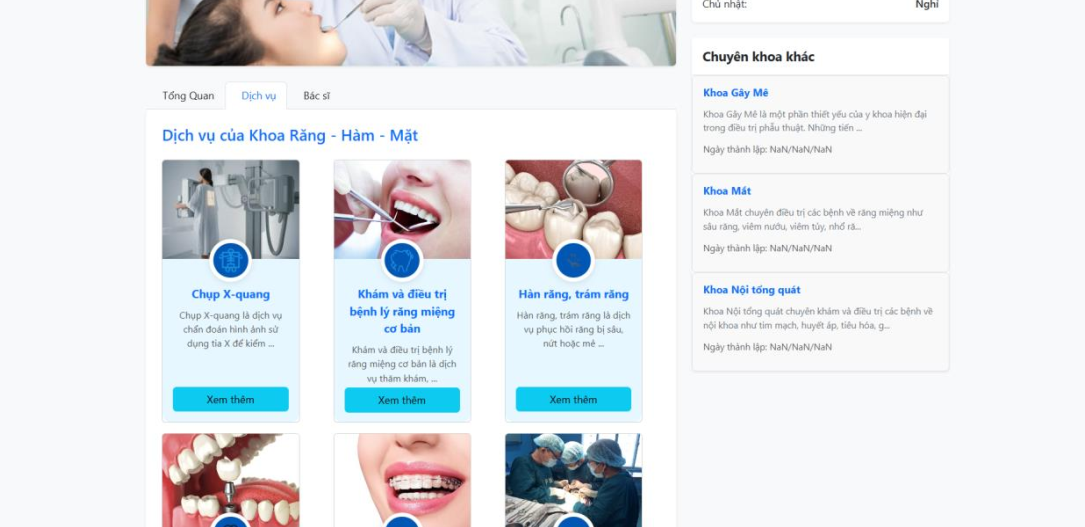 Chủ nhật: Nghỉ
Chuyên khoa khác
Khoa Gây Mê
Khoa Gây Mê là một phần thiết yếu của y khoa hiện đại
trong điều trị phẫu thuật. Những tiến ...
Ngày thành lập: NaN/NaN/NaN
Khoa Mắt
Khoa Mắt chuyên điều trị các bệnh về răng miệng như
sâu răng, viêm nướu, viêm tủy, nhổ ră...
Ngày thành lập: NaN/NaN/NaN
Khoa Nội tổng quát
Khoa Nội tổng quát chuyên khám và điều trị các bệnh về
nội khoa như tim mạch, huyết áp, tiêu hóa, g...
Ngày thành lập: NaN/NaN/NaN
Tổng Quan Dịch vụ Bác sĩ
Dịch vụ của Khoa Răng - Hàm - Mặt
Chụp X-quang
Chụp X-quang là dịch vụ
chẩn đoán hình ảnh sử
dụng tia X để kiểm ...
Xem thêm
Khám và điều trị
bệnh lý răng miệng
cơ bản
Khám và điều trị bệnh lý
răng miệng cơ bản là dịch
vụ thăm khám, ...
Xem thêm
Hàn răng, trám răng
Hàn răng, trám răng là dịch
vụ phục hồi răng bị sâu,
nứt hoặc mẻ ...
Xem thêm